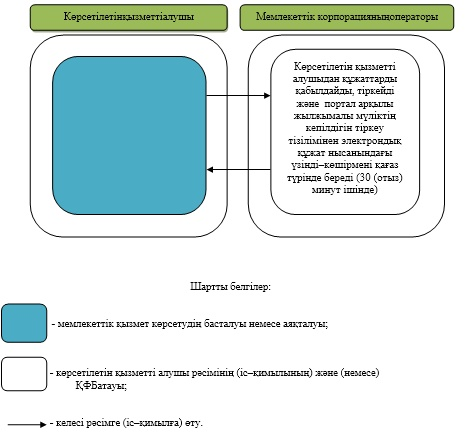 Көрсетілетінқызметтіалушы
Мемлекеттік корпорацияныңоператоры
Көрсетілетін қызметті
алушыдан құжаттарды
қабылдайды, тіркейді
және портал арқылы
жылжымалы мүліктің
кепілдігін тіркеу
тізілімінен электрондық
құжат нысанындағы
үзінді–көшірмені қағаз
түрінде береді (30 (отыз)
минут ішінде)
Шартты белгілер:
- мемлекеттік қызмет көрсетудің басталуы немесе аяқталуы;
- көрсетілетін қызметті алушы рәсімінің (іс–қимылының) және (немесе)
ҚФБатауы;
- келесі рәсімге (іс–қимылға) өту.